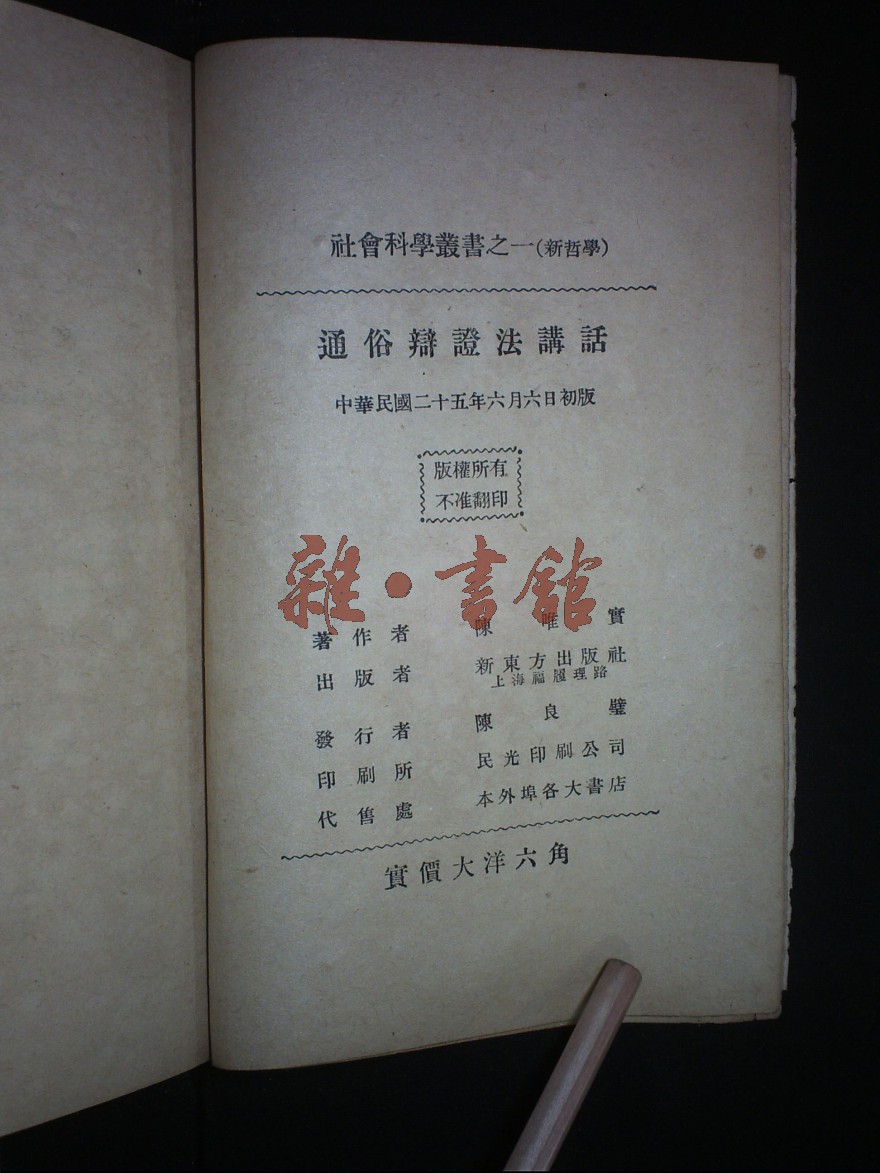 社會科學叢書之一(新哲學)
通俗辯證法講話
中華民國二十五年六月六日初版
版權所有
不准翻印
雜·書館
著作者 陳唯實
出版者 新東方出版社
上海福履理路
發行者 陳良璧
印刷所 民光印刷公司
代售處 本外埠各大書店
實價大洋六角